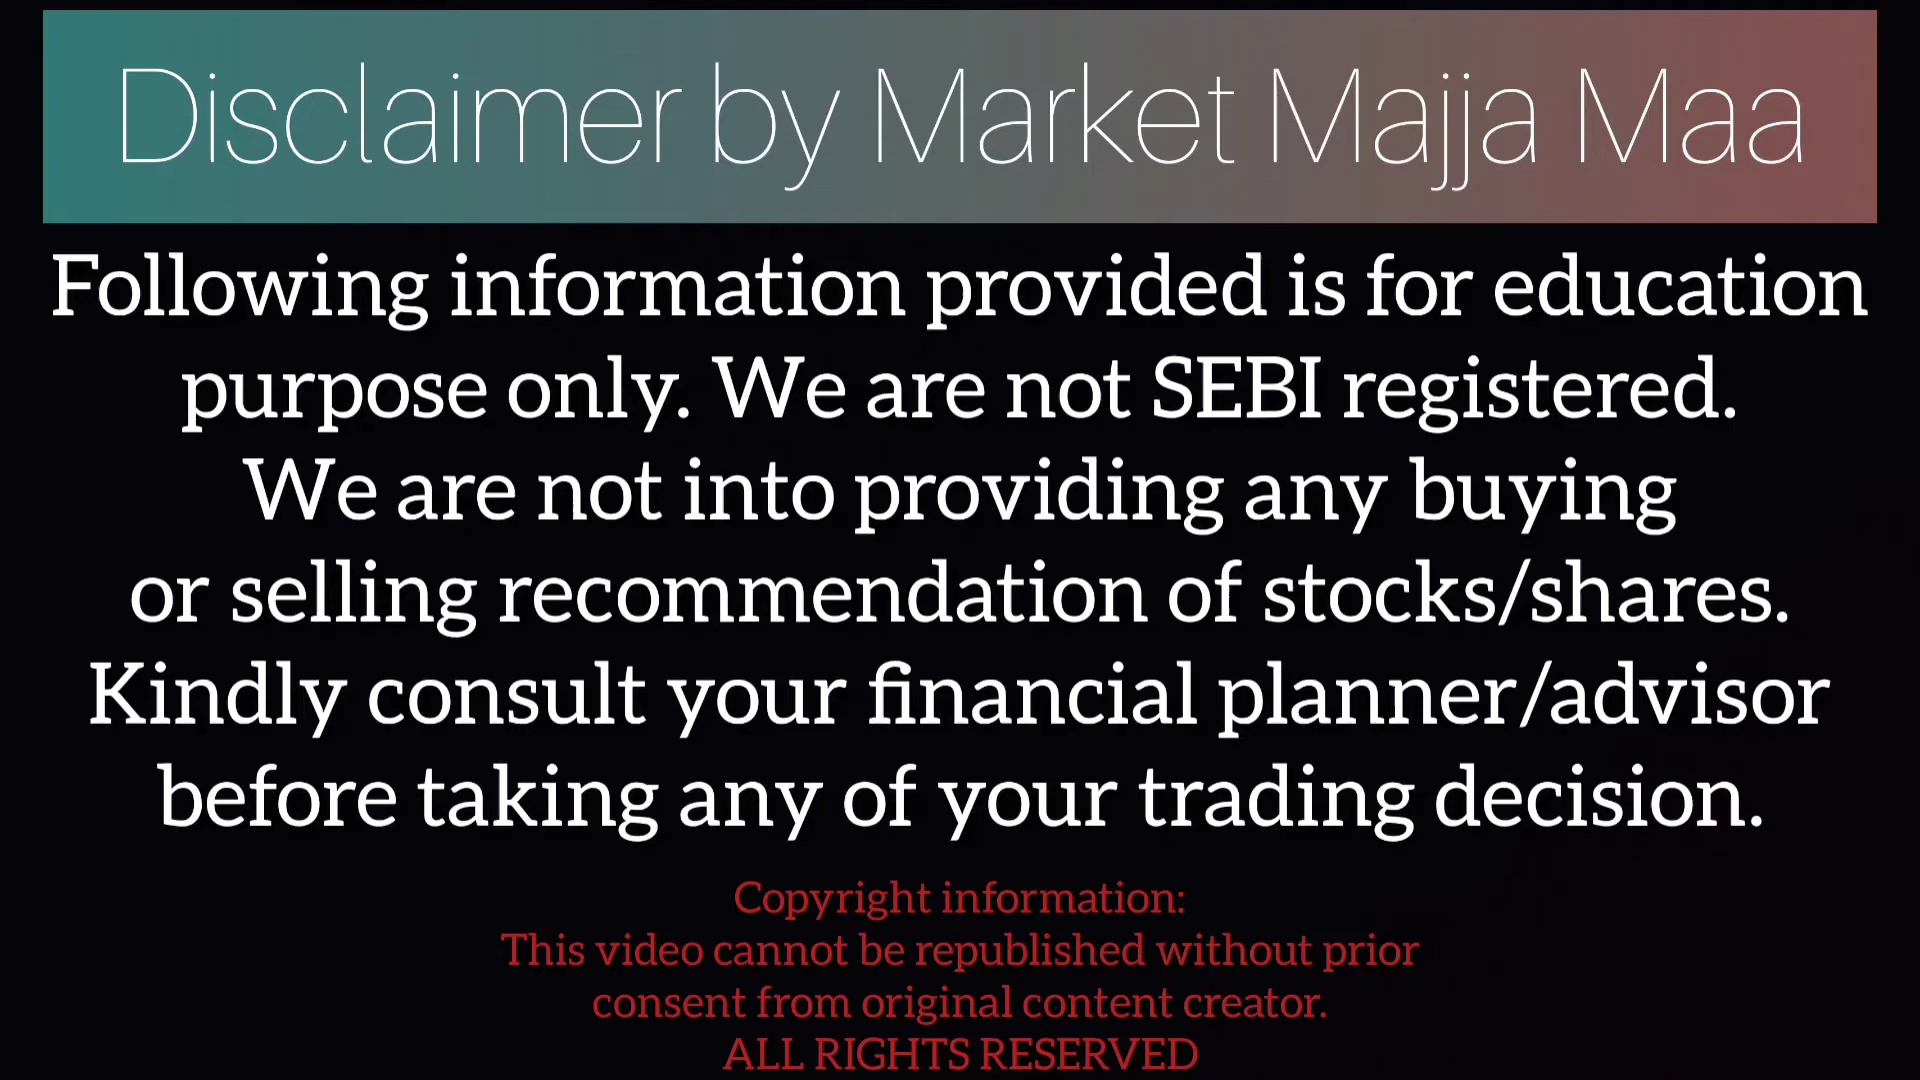 Disclaimer by Market Majja Maa
Following information provided is for education
purpose only. We are not SEBI registered.
We are not into providing any buying
or selling recommendation of stocks/shares.
Kindly consult your financial planner/advisor
before taking any of your trading decision.
Copyright information:
This video cannot be republished without prior
consent from original content creator.
ALL RIGHTS RESERVED